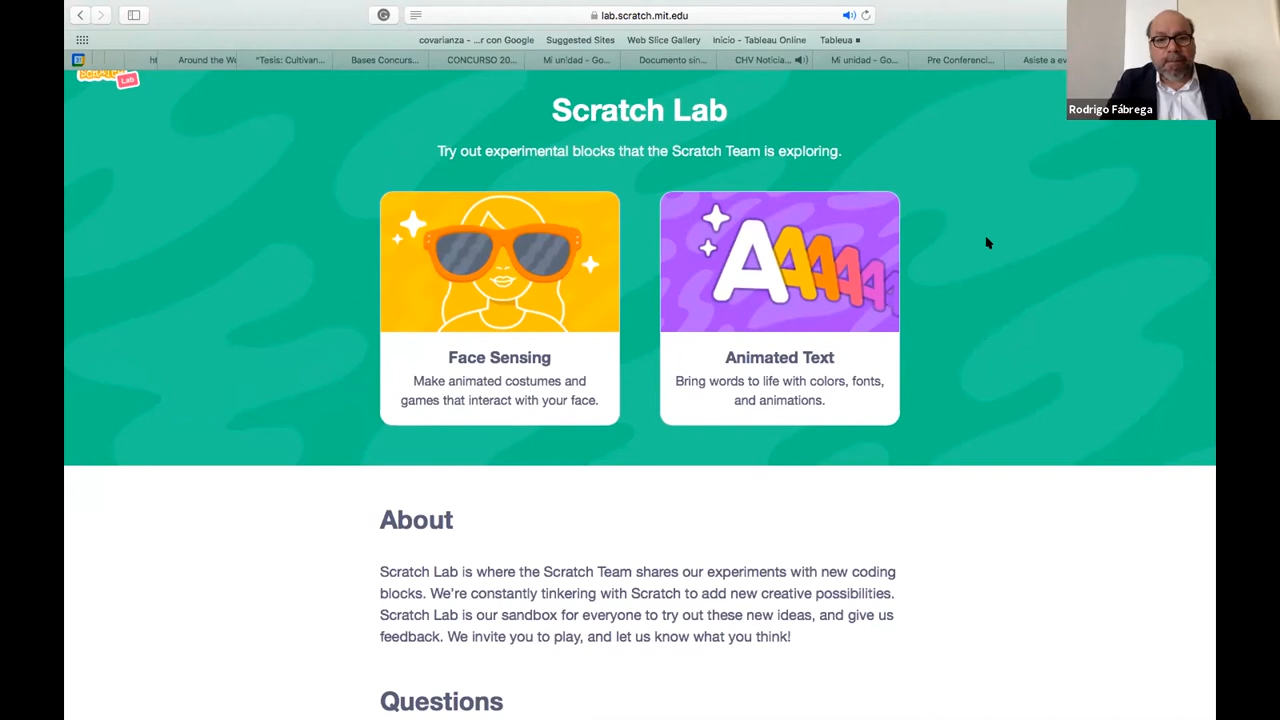 lab.scratch.mit.edu
covarianza - ...r con Google Suggested Sites Web Slice Gallery Inicio - Tableau Online Tableua
ht Around the Wo "Tesis: Cultivan... Bases Concurs... CONCURSO 20... Mi unidad - Go... Documento sin... CHV Noticia... Mi unidad - Go... Pre Conferenci... Asiste a ev
Lab
Rodrigo Fábrega
Scratch Lab
Try out experimental blocks that the Scratch Team is exploring.
AAAAA
Face Sensing
Make animated costumes and
games that interact with your face.
Animated Text
Bring words to life with colors, fonts,
and animations.
About
Scratch Lab is where the Scratch Team shares our experiments with new coding
blocks. We're constantly tinkering with Scratch to add new creative possibilities.
Scratch Lab is our sandbox for everyone to try out these new ideas, and give us
feedback. We invite you to play, and let us know what you think!
Questions